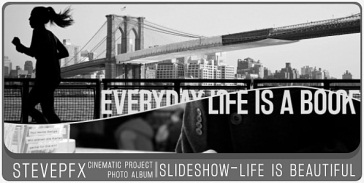 EVERYDAY LIFE IS A BOOK
STEVEPFX
CINEMATIC PROJECT
PHOTO ALBUM
SLIDESHOW-LIFE IS BEAUTIFUL